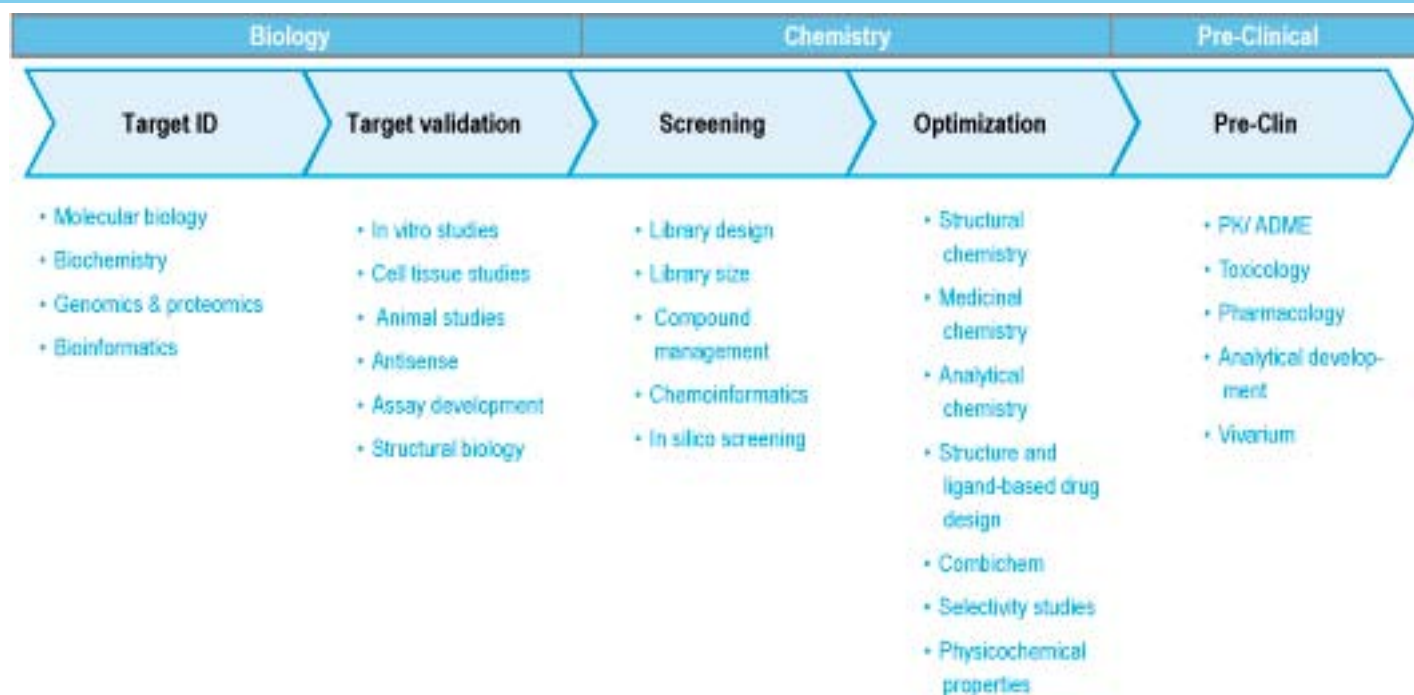 Biology
Chemistry
Pre-Clinical
Target ID
Target validation
Screening
Optimization
Pre-Clin
• Molecular biology
• Biochemistry
• Genomics & proteomics
• Bioinformatics
• In vitro studies
• Cell tissue studies
• Animal studies
• Antisense
• Assay development
• Structural biology
• Library design
• Library size
• Compound
management
• Chemoinformatics
• In silico screening
• Structural
chemistry
• Medicinal
chemistry
• Analytical
chemistry
• Structure and
ligand-based drug
design
• Combichem
• Selectivity studies
• Physicochemical
properties
• PK/ ADME
• Toxicology
• Pharmacology
• Analytical develop-
ment
• Vivarium